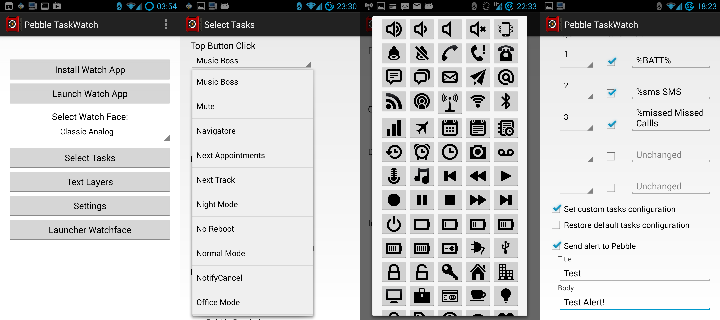 03:54
Pebble TaskWatch
Install Watch App
Launch Watch App
Select Watch Face:
Classic Analog
Select Tasks
Text Layers
Settings
Launcher Watchface
23:30
Select Tasks
Top Button Click
Music Boss
Music Boss
Mute
Navigatore
Next Appointments
Next Track
Night Mode
No Reboot
Normal Mode
NotifyCancel
Office Mode
22:33
18:23
Pebble TaskWatch
1
%BATT%
2
%sms SMS
3
%missed Missed
Caills
Unchanged
Unchanged
Set custom tasks configuration
Restore default tasks configuration
Send alert to Pebble
Test
Body
Test Alert!